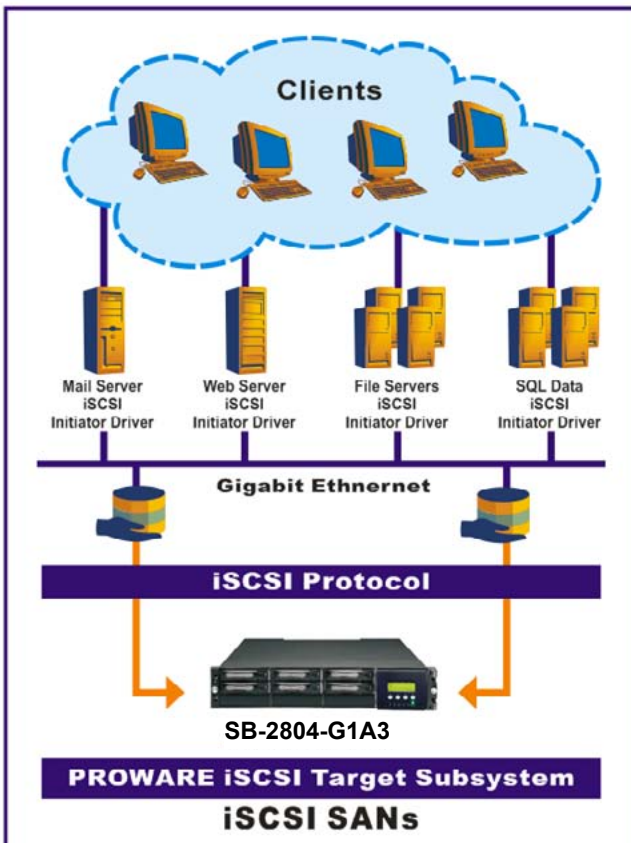 Clients
Mail Server
iSCSI
Initiator Driver
Web Server
iSCSI
Initiator Driver
File Servers
iSCSI
Initiator Driver
SQL Data
iSCSI
Initiator Driver
Gigabit Ethnernet
iSCSI Protocol
SB-2804-G1A3
PROWARE iSCSI Target Subsystem
iSCSI SANs